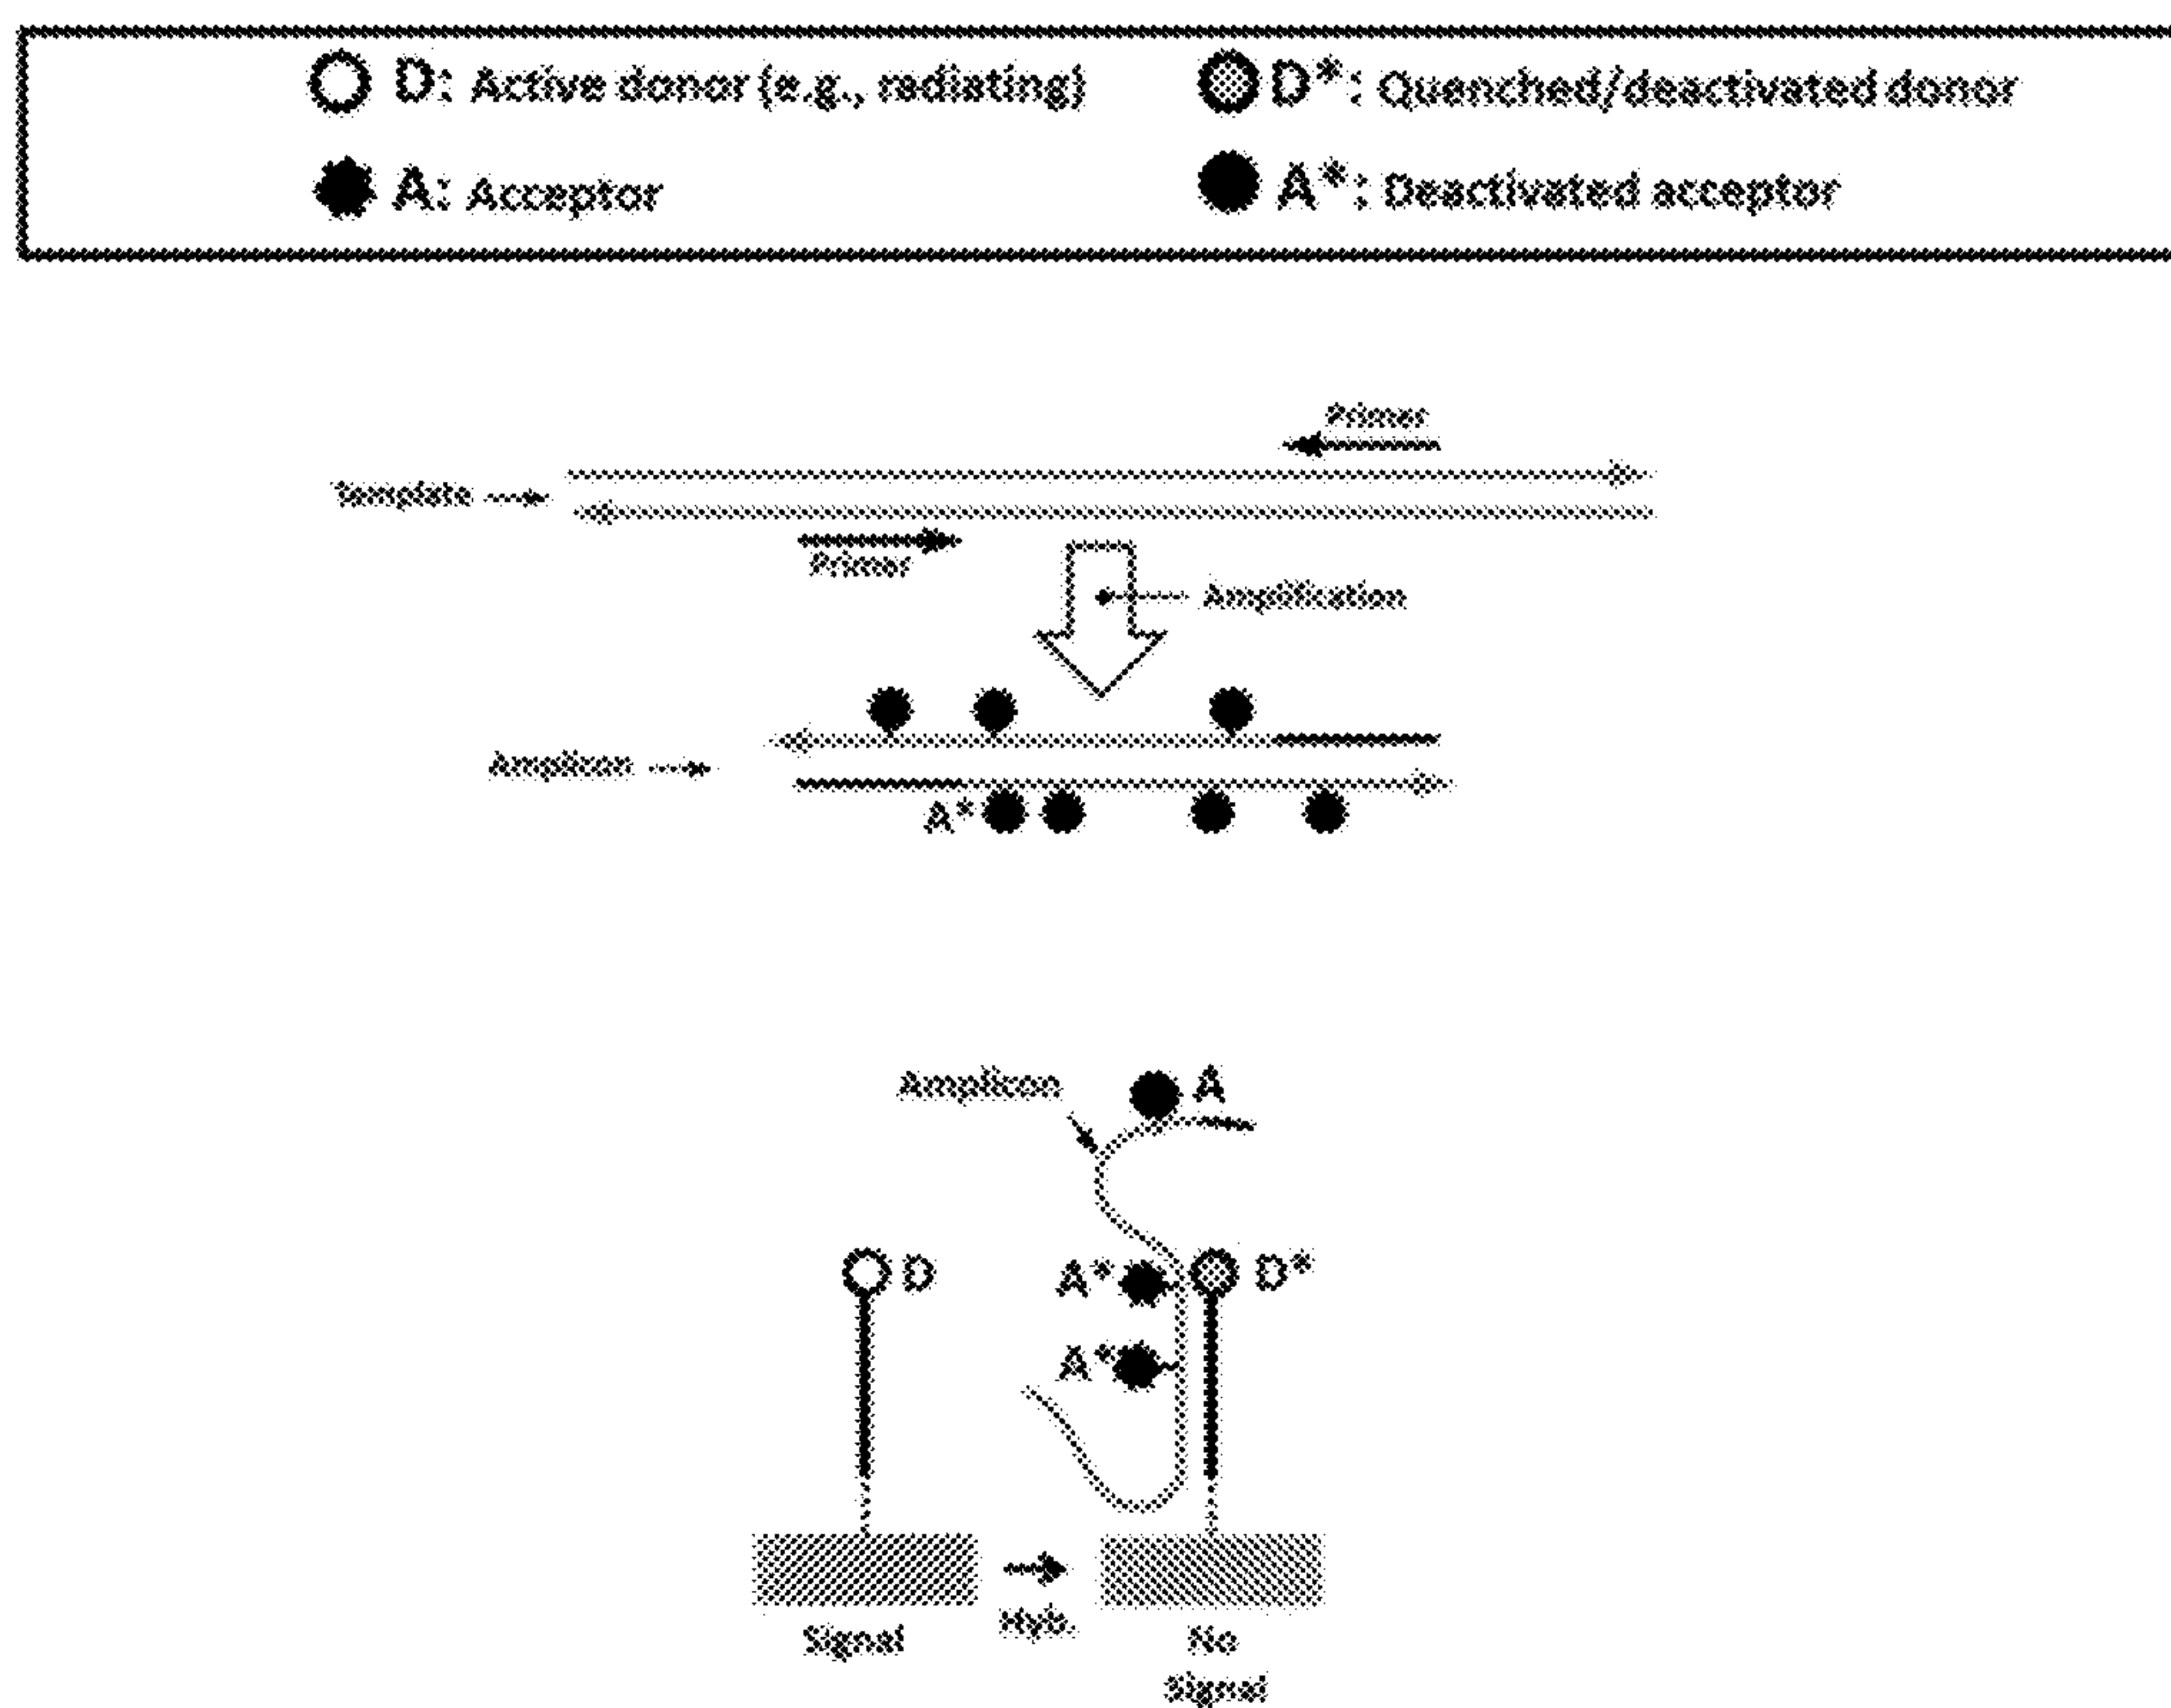 D: Active donor (e.g., radiating)
D*: Quenched/deactivated donor
A: Acceptor
A*: Deactivated acceptor
Primer
Template
Primer
Amplification
Amplicon
A*
Amplicon
A
D
A*
D*
A*
Hyb.
Signal
No
Signal